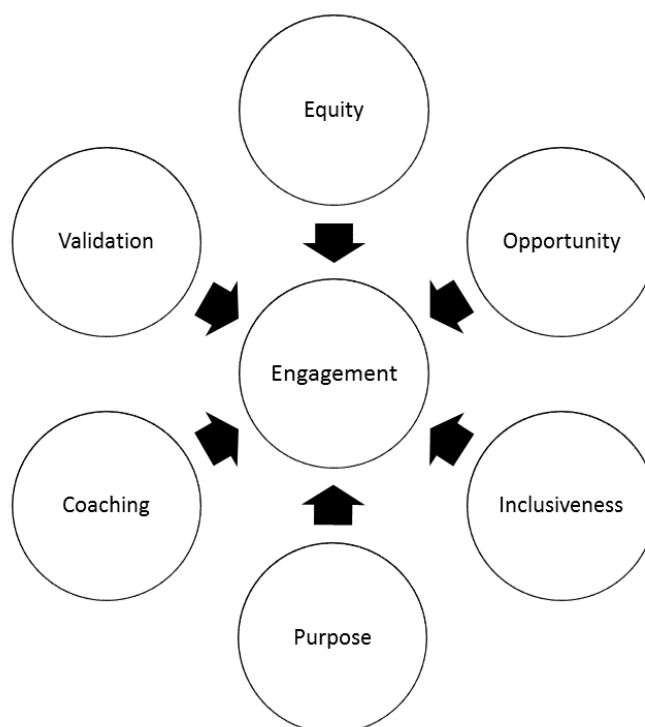 Equity
Validation
Opportunity
Engagement
Coaching
Inclusiveness
Purpose